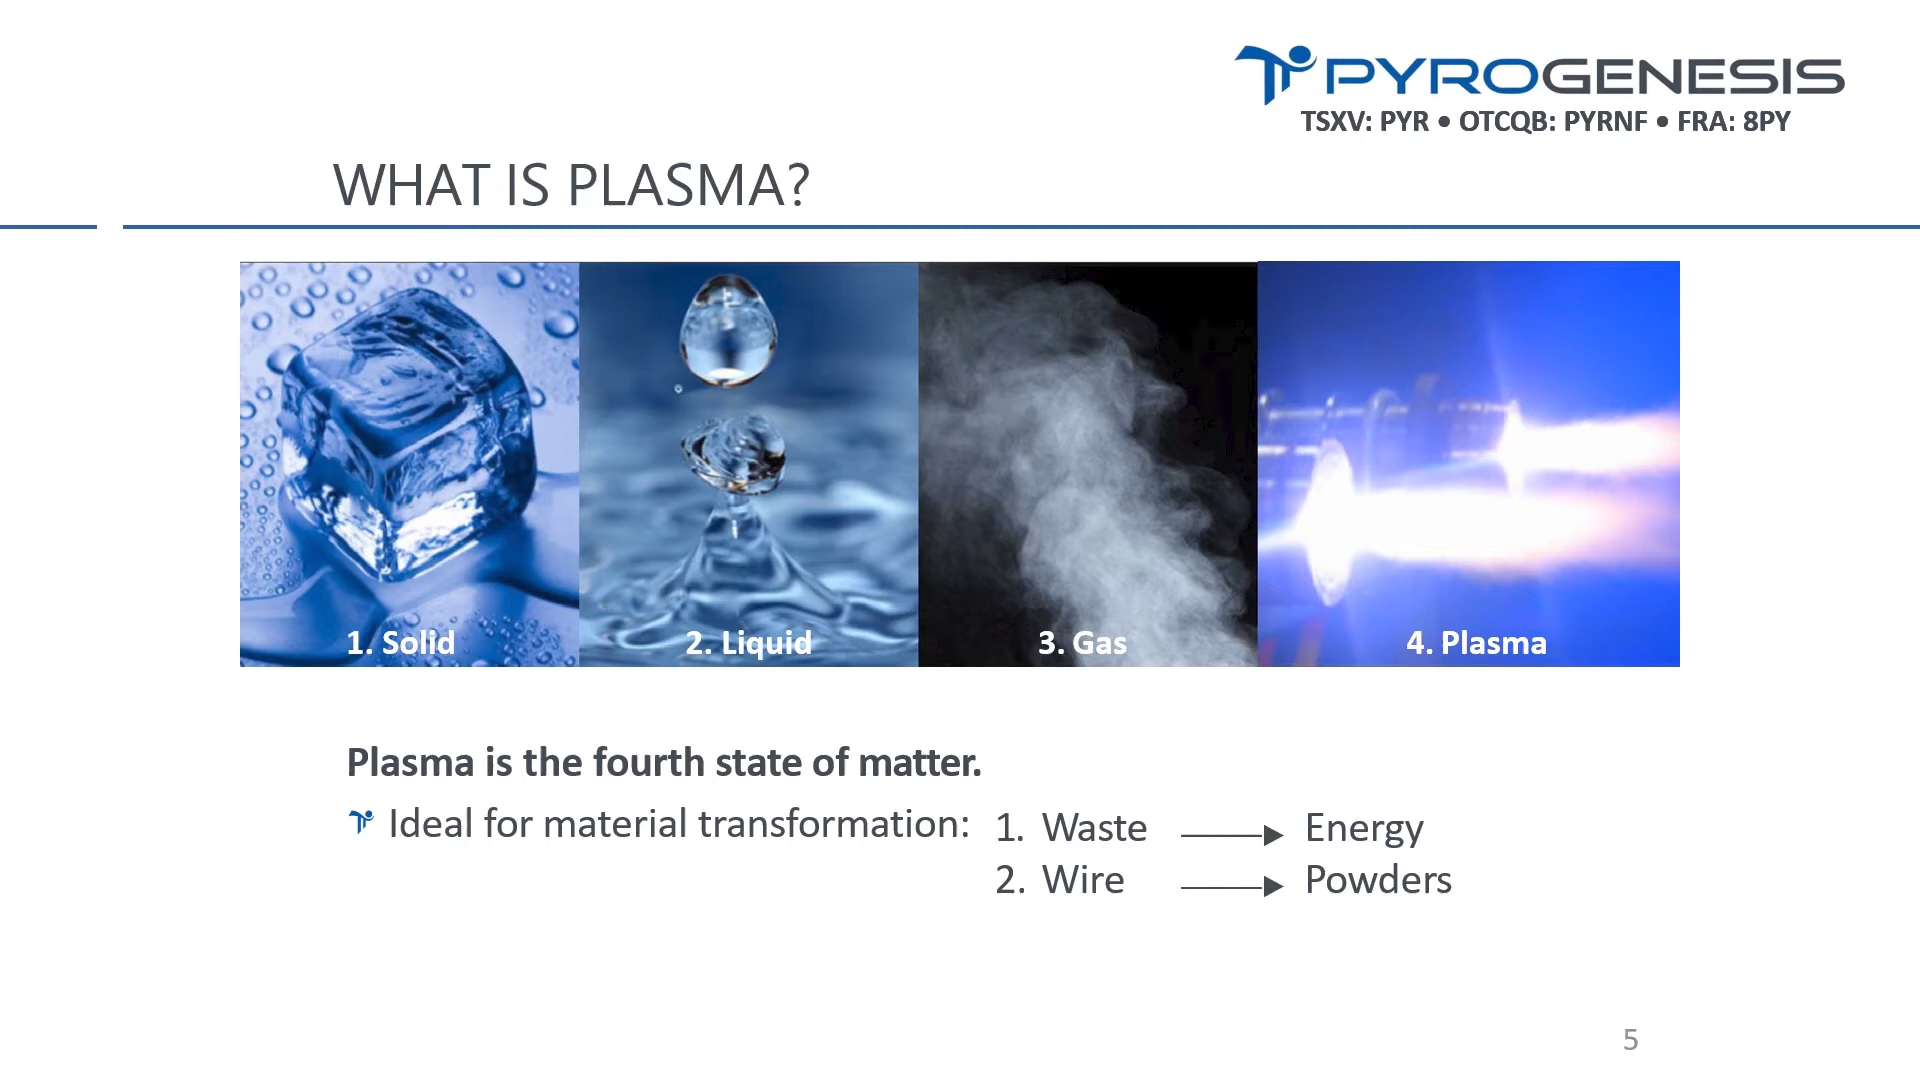 PYROGENESIS
TSXV: PYR • OTCQB: PYRNF • FRA: 8PY
WHAT IS PLASMA?
1. Solid
2. Liquid
3. Gas
4. Plasma
Plasma is the fourth state of matter.
Ideal for material transformation: 1. Waste Energy
2. Wire Powders
5